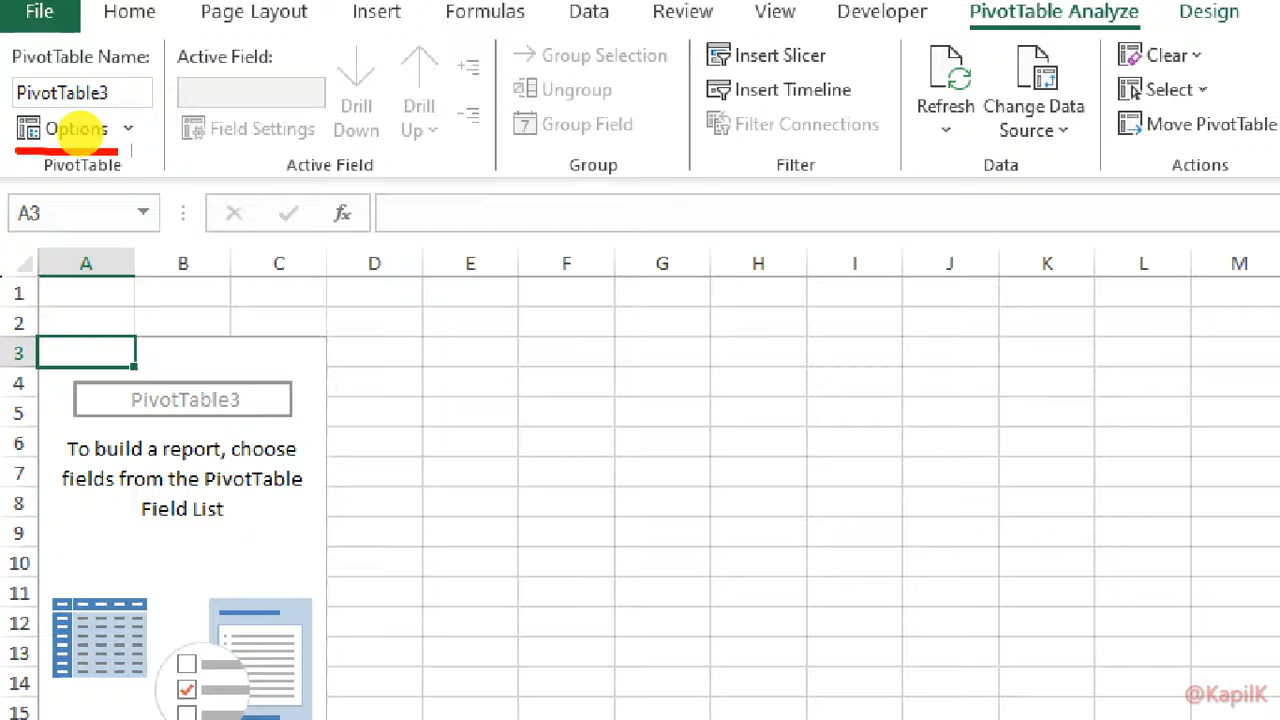 File Home Page Layout Insert Formulas Data Review View Developer PivotTable Analyze Design
PivotTable Name:
PivotTable3
Options
PivotTable
Active Field:
Field Settings
Drill Down
Drill Up
Active Field
Group Selection
Ungroup
7 Group Field
Group
Insert Slicer
Insert Timeline
Filter Connections
Filter
Refresh
Change Data Source
Data
Clear
Select
Move PivotTable
Actions
A3 fx
A B C D E F G H I J K L M
1
2
3
4
PivotTable3
5
6
To build a report, choose
7
fields from the PivotTable
8
Field List
9
10
11
12
13
14
15
@KapilK